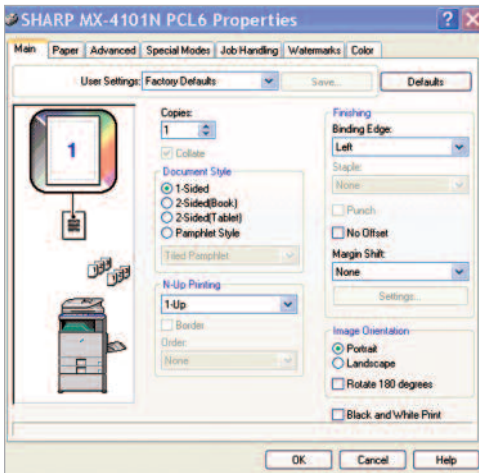 SHARP MX-4101N PCL6 Properties
Main Paper Advanced Special Modes Job Handling Watermarks Color
User Settings: Factory Defaults Save... Defaults
1
Copies:
1
Collate
Document Style
1-Sided
2-Sided(Book)
2-Sided(Tablet)
Pamphlet Style
Tiled Pamphlet
N-Up Printing
1-Up
Border
Order:
None
Finishing
Binding Edge:
Left
Staple:
None
Punch
No Offset
Margin Shift:
None
Settings...
Image Orientation
Portrait
Landscape
Rotate 180 degrees
Black and White Print
OK Cancel Help